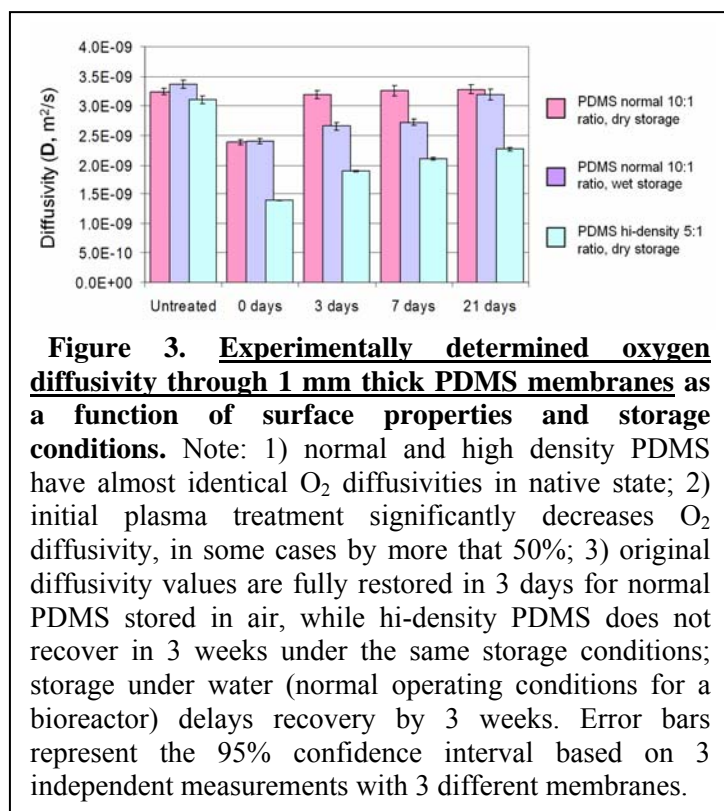 4.0E-09
3.5E-09
3.0E-09
2.5E-09
2.0E-09
1.5E-09
1.0E-09
5.0E-10
0.0E+00
Diffusivity (D, m²/s)
Untreated 0 days 3 days 7 days 21 days
PDMS normal 10:1
ratio, dry storage
PDMS normal 10:1
ratio, wet storage
PDMS hi-density 5:1
ratio, dry storage
Figure 3. Experimentally determined oxygen
diffusivity through 1 mm thick PDMS membranes as
a function of surface properties and storage
conditions. Note: 1) normal and high density PDMS
have almost identical O₂ diffusivities in native state; 2)
initial plasma treatment significantly decreases O₂
diffusivity, in some cases by more that 50%; 3) original
diffusivity values are fully restored in 3 days for normal
PDMS stored in air, while hi-density PDMS does not
recover in 3 weeks under the same storage conditions;
storage under water (normal operating conditions for a
bioreactor) delays recovery by 3 weeks. Error bars
represent the 95% confidence interval based on 3
independent measurements with 3 different membranes.